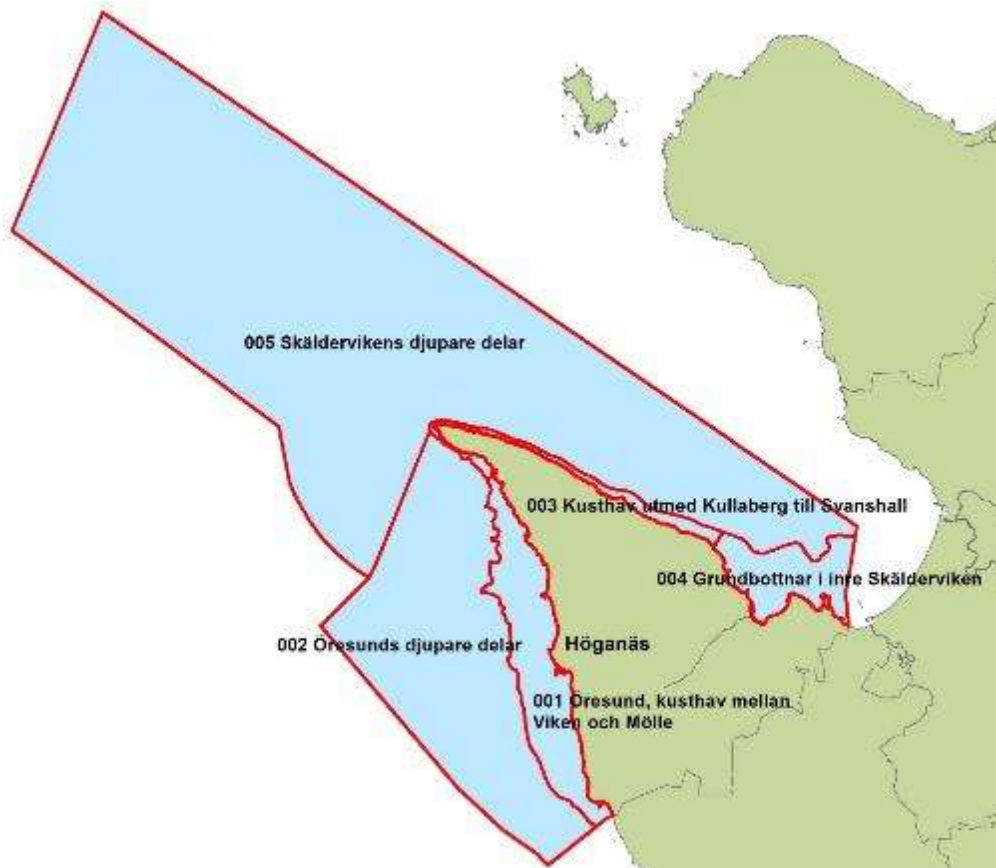 005 Skäldervikens djupare delar
003 Kusthav utmed Kullaberg till Svanshall
004 Grundbottnar i inre Skälderviken
002 Öresunds djupare delar
Höganäs
001 Öresund, kusthav mellan
Viken och Mölle